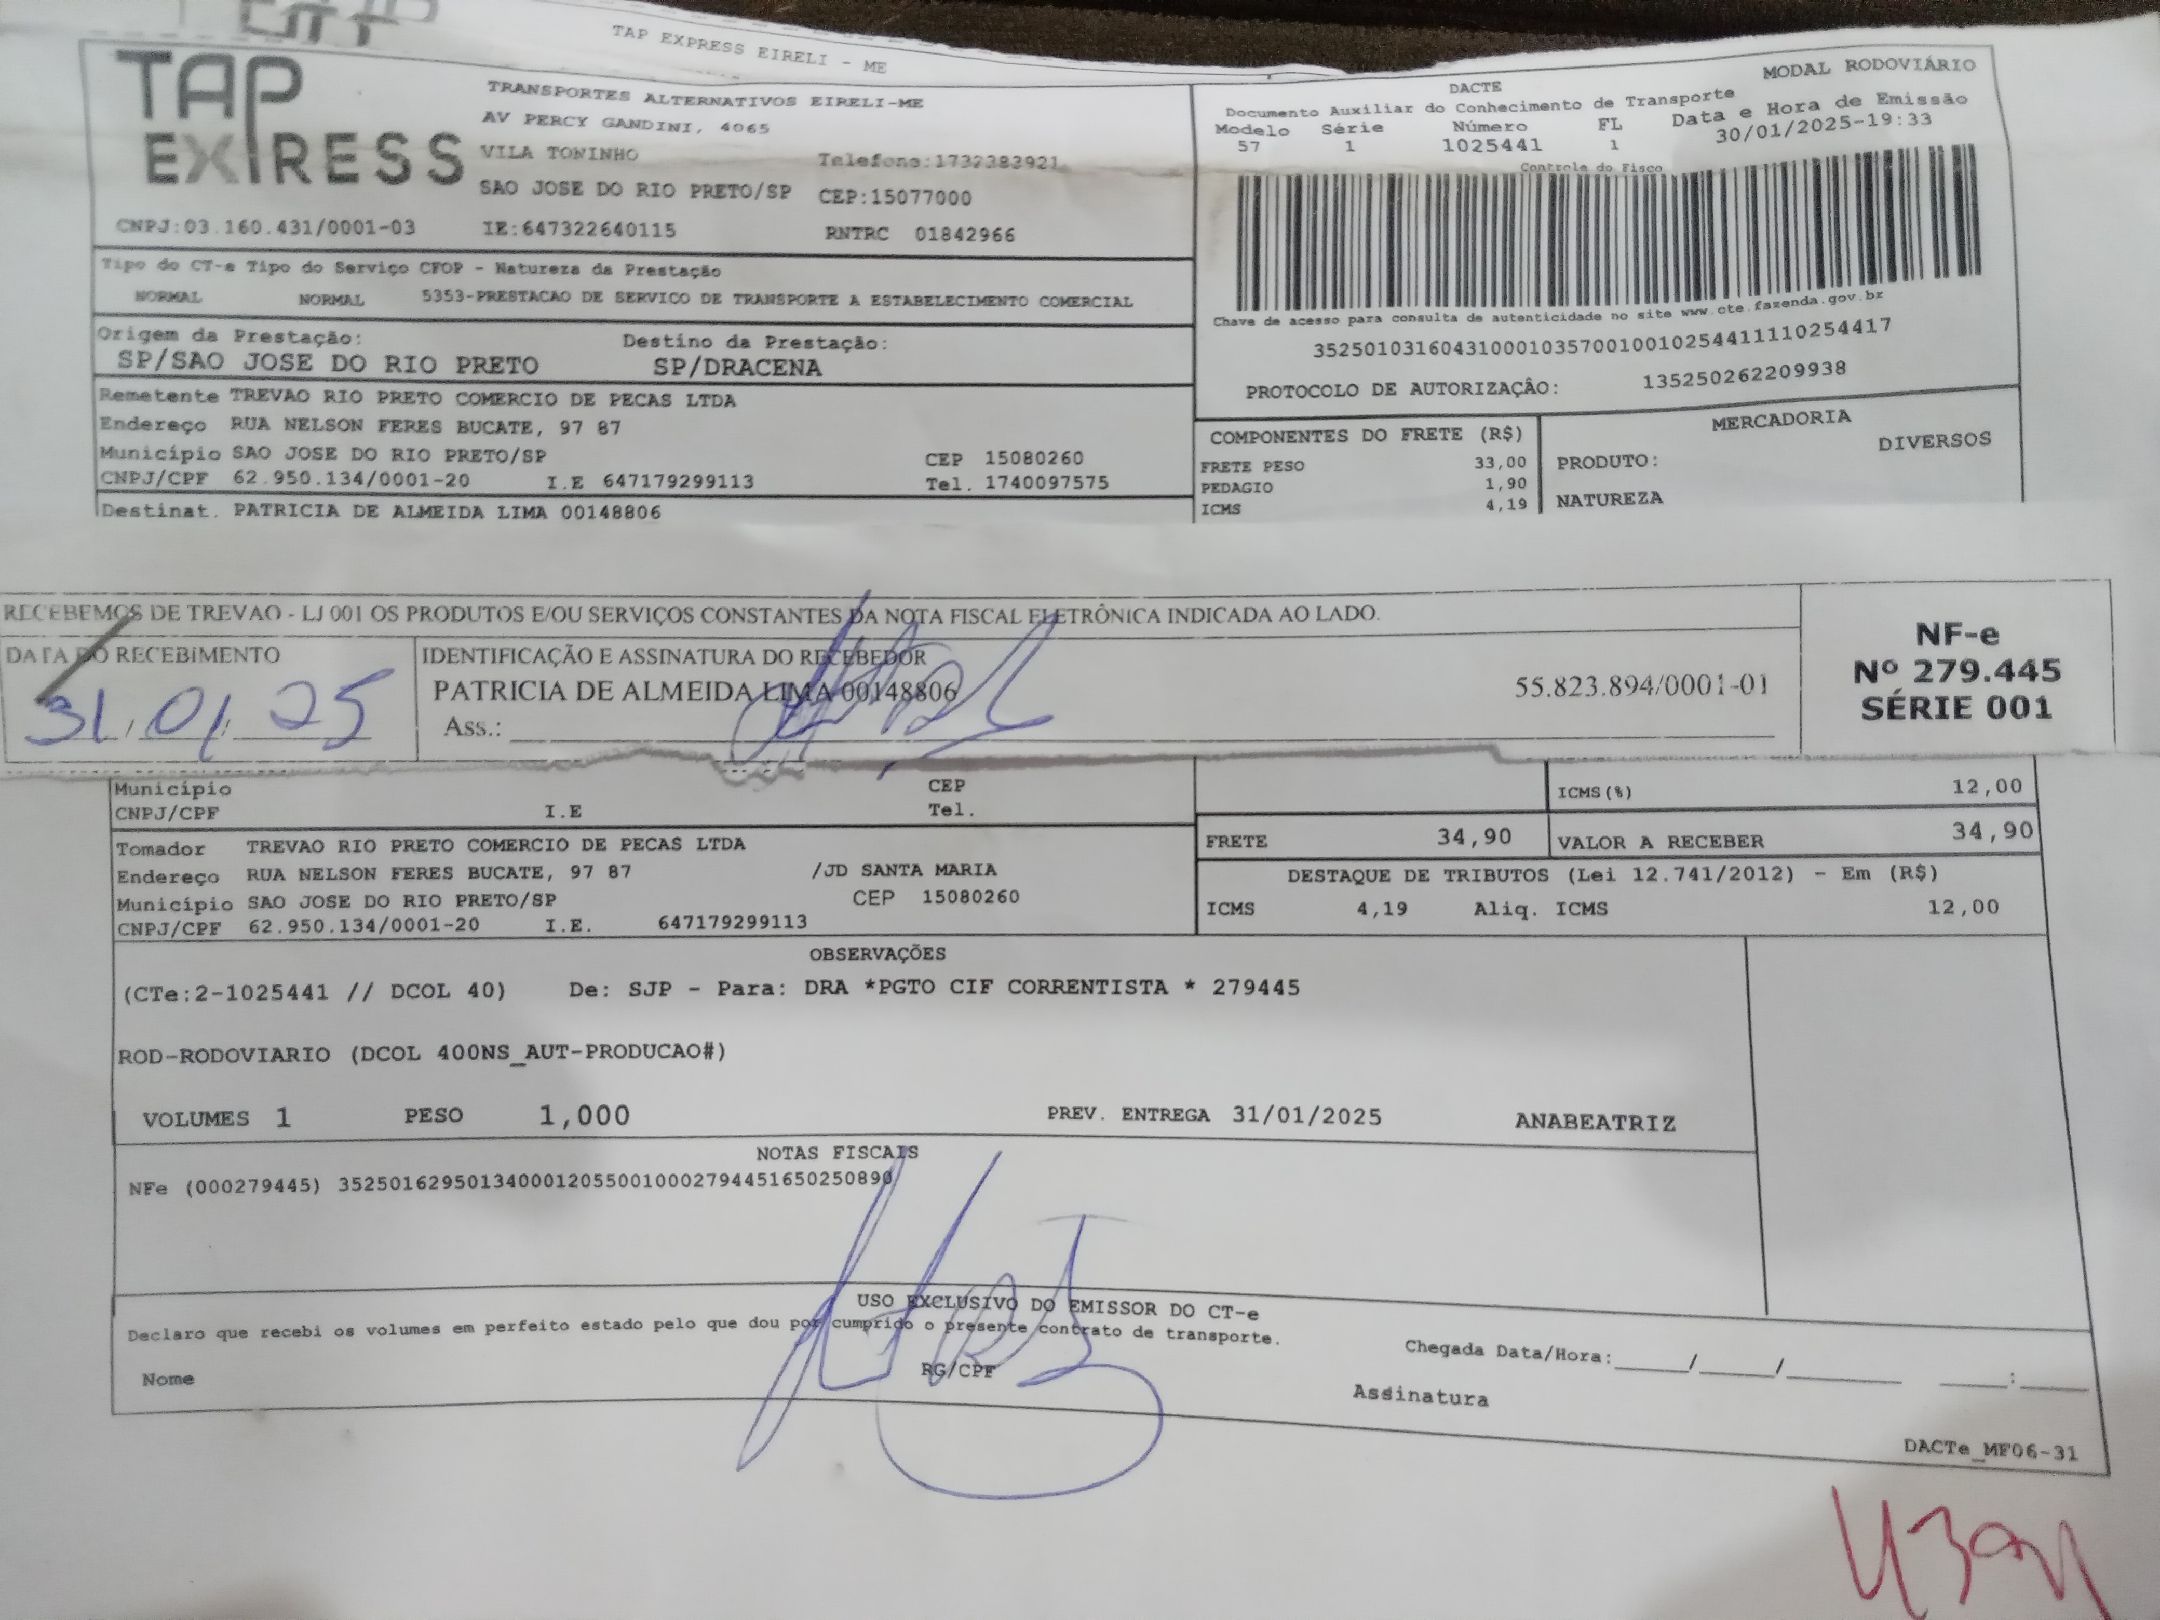 TAP EXPRESS EIRELI - ME
TAP
EXPRESS
TRANSPORTES ALTERNATIVOS EIRELI-ME
AV PERCY GANDINI, 4065
VILA TONINHO
Telefone:1732383921
SAO JOSE DO RIO PRETO/SP CEP:15077000
CNPJ:03.160.431/0001-03 IE:647322640115 RNTRC 01842966
DACTE
MODAL RODOVIÁRIO
Documento Auxiliar do Conhecimento de Transporte
Modelo Série Número FL Data e Hora de Emissão
57 1 1025441 1 30/01/2025-19:33
Controle do Fisco
Chave de acesso para consulta de autenticidade no site www.cte.fazenda.gov.br
35250103160431000103570010010254411110254417
PROTOCOLO DE AUTORIZAÇÃO: 135250262209938
Tipo do CT-e Tipo do Serviço CFOP - Natureza da Prestação
NORMAL NORMAL 5353-PRESTACAO DE SERVICO DE TRANSPORTE A ESTABELECIMENTO COMERCIAL
Origem da Prestação: Destino da Prestação:
SP/SAO JOSE DO RIO PRETO SP/DRACENA
Remetente TREVAO RIO PRETO COMERCIO DE PECAS LTDA
Endereço RUA NELSON FERES BUCATE, 97 87
Município SAO JOSE DO RIO PRETO/SP CEP 15080260
CNPJ/CPF 62.950.134/0001-20 I.E 647179299113 Tel. 1740097575
Destinat. PATRICIA DE ALMEIDA LIMA 00148806
COMPONENTES DO FRETE (R$)
FRETE PESO 33,00
PEDAGIO 1,90
ICMS 4,19
MERCADORIA
PRODUTO: DIVERSOS
NATUREZA
RECEBEMOS DE TREVAO - LJ 001 OS PRODUTOS E/OU SERVIÇOS CONSTANTES DA NOTA FISCAL ELETRÔNICA INDICADA AO LADO.
DATA DO RECEBIMENTO
31/01/25
IDENTIFICAÇÃO E ASSINATURA DO RECEBEDOR
PATRICIA DE ALMEIDA LIMA 00148806 55.823.894/0001-01
Ass.:
NF-e
Nº 279.445
SÉRIE 001
Município CEP
CNPJ/CPF I.E Tel.
ICMS(%) 12,00
FRETE 34,90 VALOR A RECEBER 34,90
Tomador TREVAO RIO PRETO COMERCIO DE PECAS LTDA
Endereço RUA NELSON FERES BUCATE, 97 87 /JD SANTA MARIA
Município SAO JOSE DO RIO PRETO/SP CEP 15080260
CNPJ/CPF 62.950.134/0001-20 I.E. 647179299113
DESTAQUE DE TRIBUTOS (Lei 12.741/2012) - Em (R$)
ICMS 4,19 Aliq. ICMS 12,00
OBSERVAÇÕES
(CTe:2-1025441 // DCOL 40) De: SJP - Para: DRA *PGTO CIF CORRENTISTA * 279445
ROD-RODOVIARIO (DCOL 400NS_AUT-PRODUCAO#)
VOLUMES 1 PESO 1,000 PREV. ENTREGA 31/01/2025 ANABEATRIZ
NOTAS FISCAIS
NFe (000279445) 35250162950134000120550010002794451650250890
USO EXCLUSIVO DO EMISSOR DO CT-e
Declaro que recebi os volumes em perfeito estado pelo que dou por cumprido o presente contrato de transporte.
Nome RG/CPF
Chegada Data/Hora:____/____/______ ____:____
Assinatura
DACTe_MF06-31